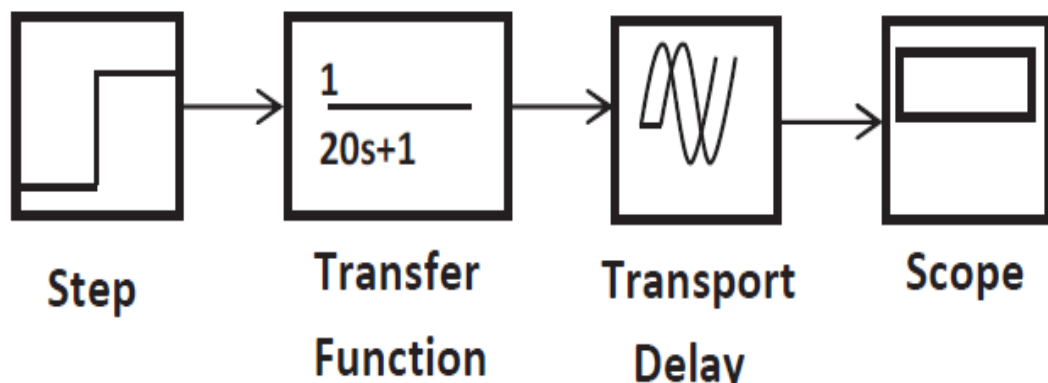 1
20s+1
Step
Transfer
Function
Transport
Delay
Scope